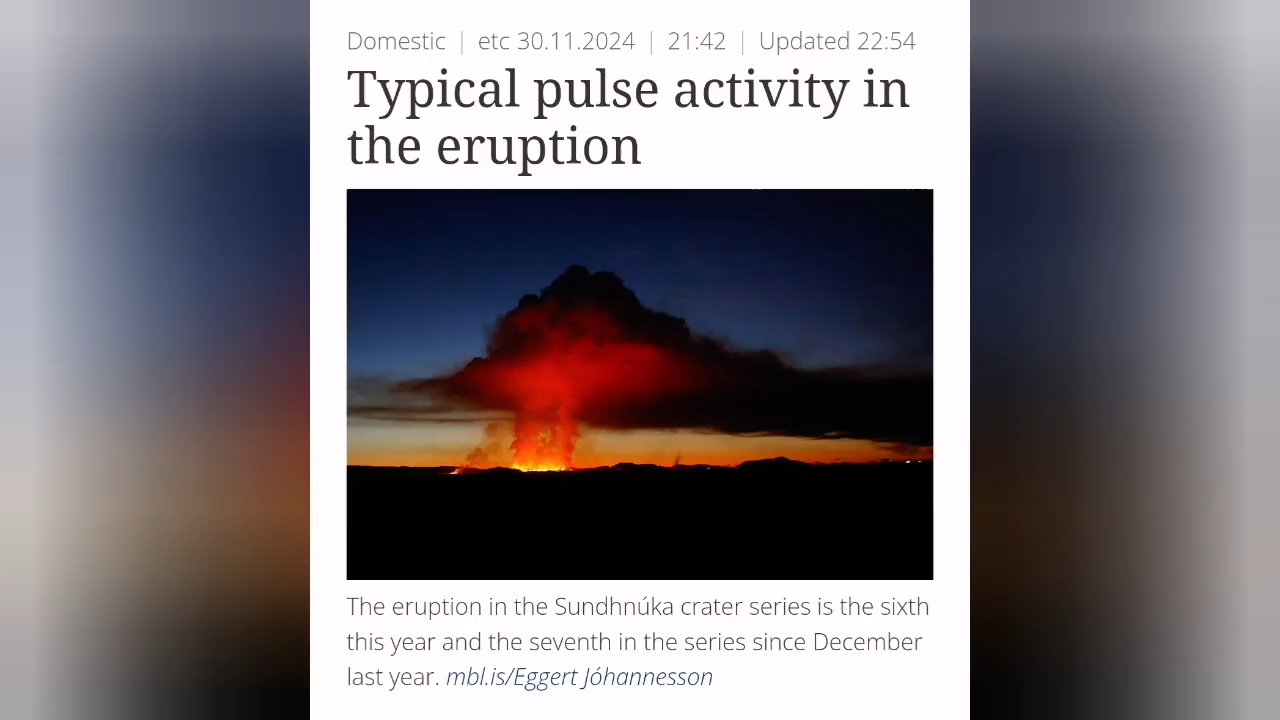 Domestic | etc 30.11.2024 | 21:42 | Updated 22:54
Typical pulse activity in
the eruption
The eruption in the Sundhnúka crater series is the sixth
this year and the seventh in the series since December
last year. mbl.is/Eggert Jóhannesson